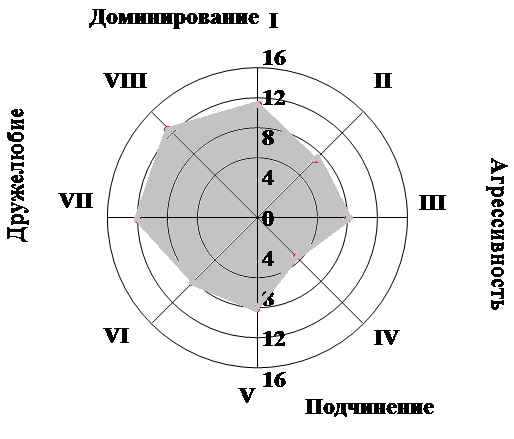 Доминирование I
16
VIII
II
12
8
Дружелюбие
VII
4
III
0
Агрессивность
4
8
VI
IV
12
16
V
Подчинение